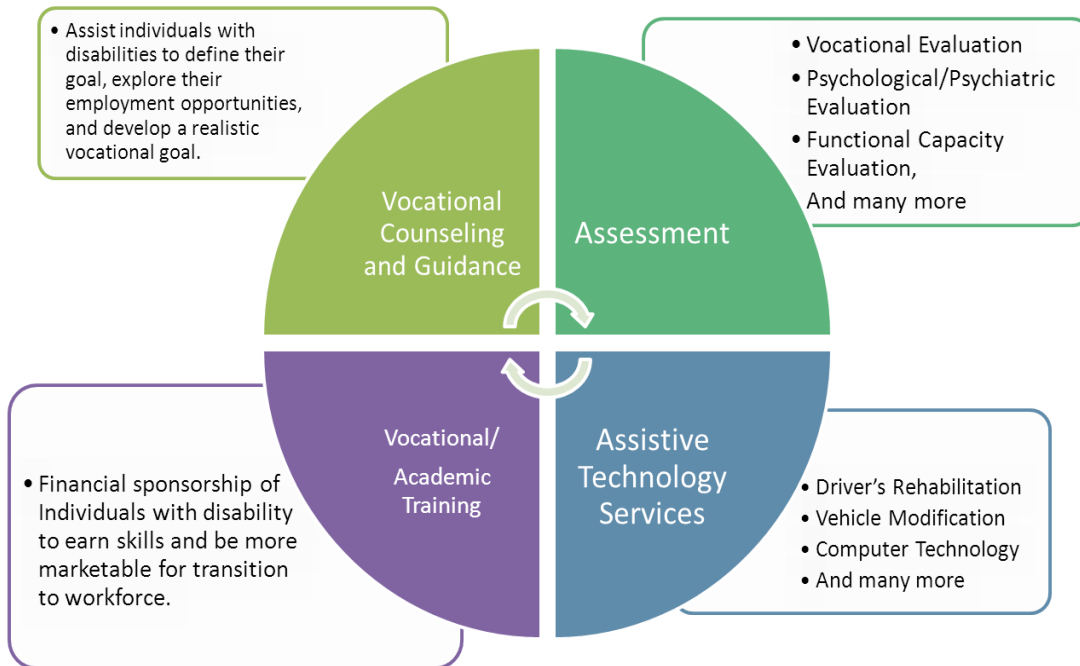 • Assist individuals with
disabilities to define their
goal, explore their
employment opportunities,
and develop a realistic
vocational goal.
Vocational
Counseling
and Guidance
Assessment
• Vocational Evaluation
• Psychological/Psychiatric
Evaluation
• Functional Capacity
Evaluation,
And many more
• Financial sponsorship of
Individuals with disability
to earn skills and be more
marketable for transition
to workforce.
Vocational/
Academic
Training
Assistive
Technology
Services
• Driver’s Rehabilitation
• Vehicle Modification
• Computer Technology
• And many more